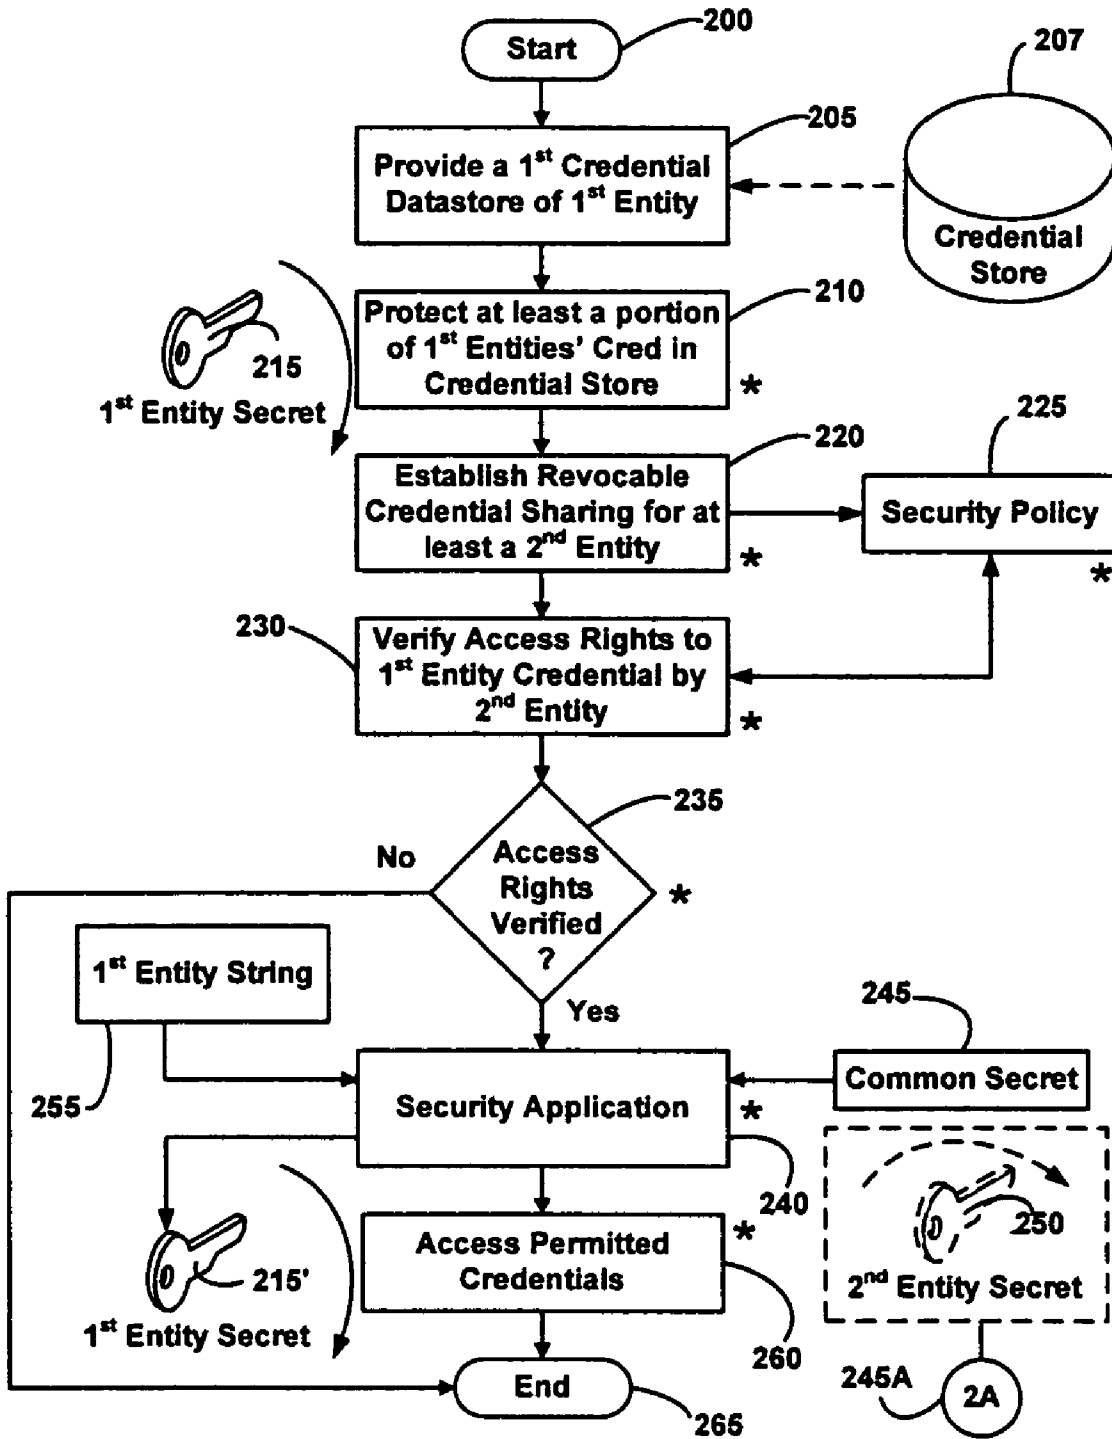 Start
200
207
205
Provide a 1st Credential
Datastore of 1st Entity
Credential
Store
210
Protect at least a portion
of 1st Entities' Cred in
Credential Store
*
215
1st Entity Secret
220
225
Establish Revocable
Credential Sharing for at
least a 2nd Entity
*
Security Policy
*
230
Verify Access Rights to
1st Entity Credential by
2nd Entity
*
235
No
Access
Rights
Verified
?
*
Yes
1st Entity String
255
245
Common Secret
Security Application
*
240
250
2nd Entity Secret
215'
1st Entity Secret
Access Permitted
Credentials
*
260
End
265
245A
2A